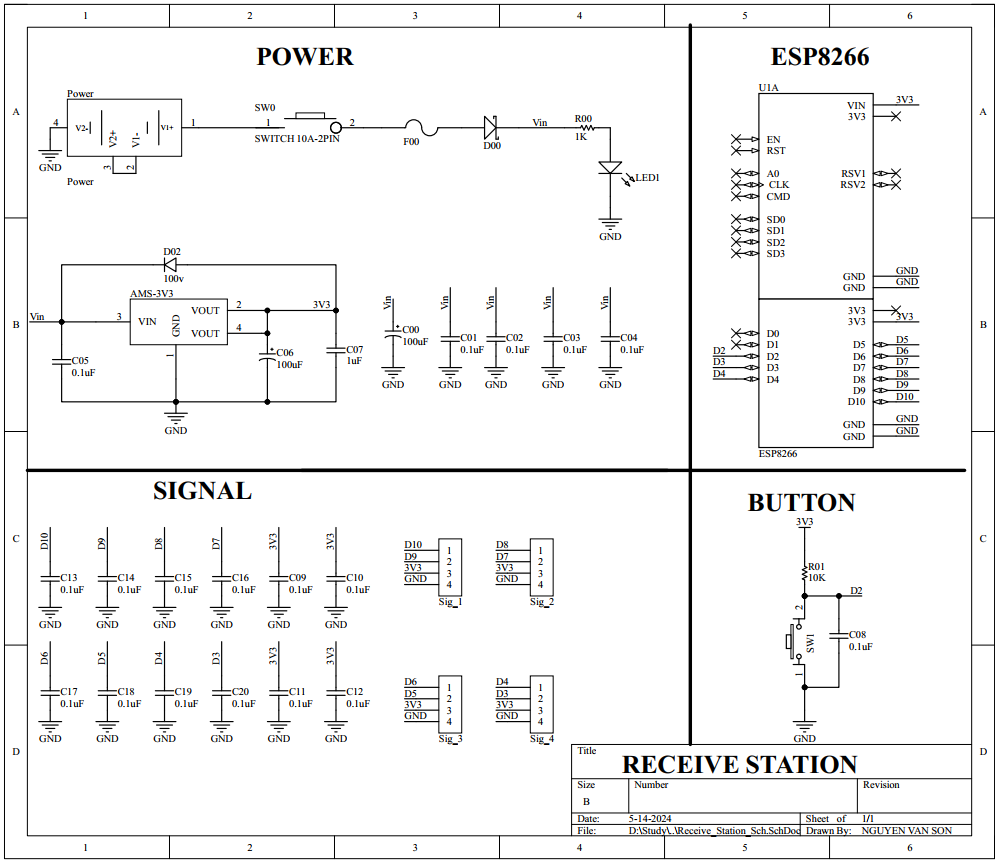 1 2 3 4 5 6
A
A
B
B
C
C
D
D
POWER
Power
4
V2-
V2+
V1-
V1+
1
3
2
Power
GND
SW0
1
2
SWITCH 10A-2PIN
F00
D00
Vin
R00
1K
LED1
GND
D02
100v
AMS-3V3
Vin
3
VIN
GND
VOUT
2
VOUT
4
1
3V3
C05
0.1uF
C06
100uF
C07
1uF
GND
Vin
C00
100uF
GND
Vin
C01
0.1uF
GND
Vin
C02
0.1uF
GND
Vin
C03
0.1uF
GND
Vin
C04
0.1uF
GND
ESP8266
U1A
VIN 3V3
3V3
EN
RST
A0 RSV1
CLK RSV2
CMD
SD0
SD1
SD2
SD3
GND GND
GND GND
3V3
3V3 3V3
D0
D1 D5 D5
D2 D2 D6 D6
D3 D3 D7 D7
D4 D4 D8 D8
D9 D9
D10 D10
GND GND
GND GND
ESP8266
SIGNAL
D10
C13
0.1uF
GND
D9
C14
0.1uF
GND
D8
C15
0.1uF
GND
D7
C16
0.1uF
GND
3V3
C09
0.1uF
GND
3V3
C10
0.1uF
GND
D10 1
D9 2
3V3 3
GND 4
Sig_1
D8 1
D7 2
3V3 3
GND 4
Sig_2
D6
C17
0.1uF
GND
D5
C18
0.1uF
GND
D4
C19
0.1uF
GND
D3
C20
0.1uF
GND
3V3
C11
0.1uF
GND
3V3
C12
0.1uF
GND
D6 1
D5 2
3V3 3
GND 4
Sig_3
D4 1
D3 2
3V3 3
GND 4
Sig_4
BUTTON
3V3
R01
10K
D2
2
SW1
1
C08
0.1uF
GND
Title
RECEIVE STATION
Size Number Revision
B
Date: 5-14-2024 Sheet of 1/1
File: D:\Study\..\Receive_Station_Sch.SchDoc Drawn By: NGUYEN VAN SON
1 2 3 4 5 6